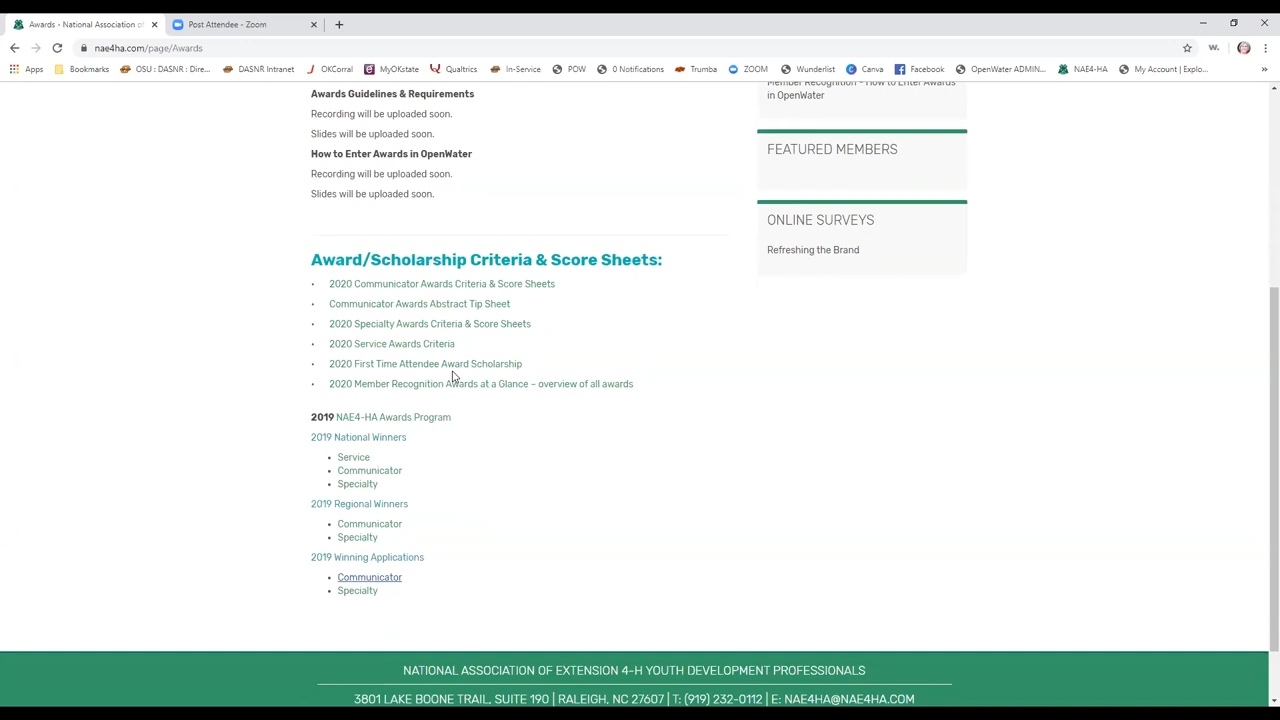 Awards - National Association of
Post Attendee - Zoom
nae4ha.com/page/Awards
Apps
Bookmarks
OSU : DASNR : Dire...
DASNR Intranet
OKCorral
MyOKstate
Qualtrics
In-Service
POW
0 Notifications
Trumba
ZOOM
Wunderlist
Canva
Facebook
OpenWater ADMIN...
NAE4-HA
My Account | Explo...
»
Awards Guidelines & Requirements
Recording will be uploaded soon.
Slides will be uploaded soon.
How to Enter Awards in OpenWater
Recording will be uploaded soon.
Slides will be uploaded soon.
Member Recognition - How to Enter Awards
in OpenWater
FEATURED MEMBERS
ONLINE SURVEYS
Refreshing the Brand
Award/Scholarship Criteria & Score Sheets:
• 2020 Communicator Awards Criteria & Score Sheets
• Communicator Awards Abstract Tip Sheet
• 2020 Specialty Awards Criteria & Score Sheets
• 2020 Service Awards Criteria
• 2020 First Time Attendee Award Scholarship
• 2020 Member Recognition Awards at a Glance – overview of all awards
2019 NAE4-HA Awards Program
2019 National Winners
• Service
• Communicator
• Specialty
2019 Regional Winners
• Communicator
• Specialty
2019 Winning Applications
• Communicator
• Specialty
NATIONAL ASSOCIATION OF EXTENSION 4-H YOUTH DEVELOPMENT PROFESSIONALS
3801 LAKE BOONE TRAIL, SUITE 190 | RALEIGH, NC 27607 | T: (919) 232-0112 | E: NAE4HA@NAE4HA.COM